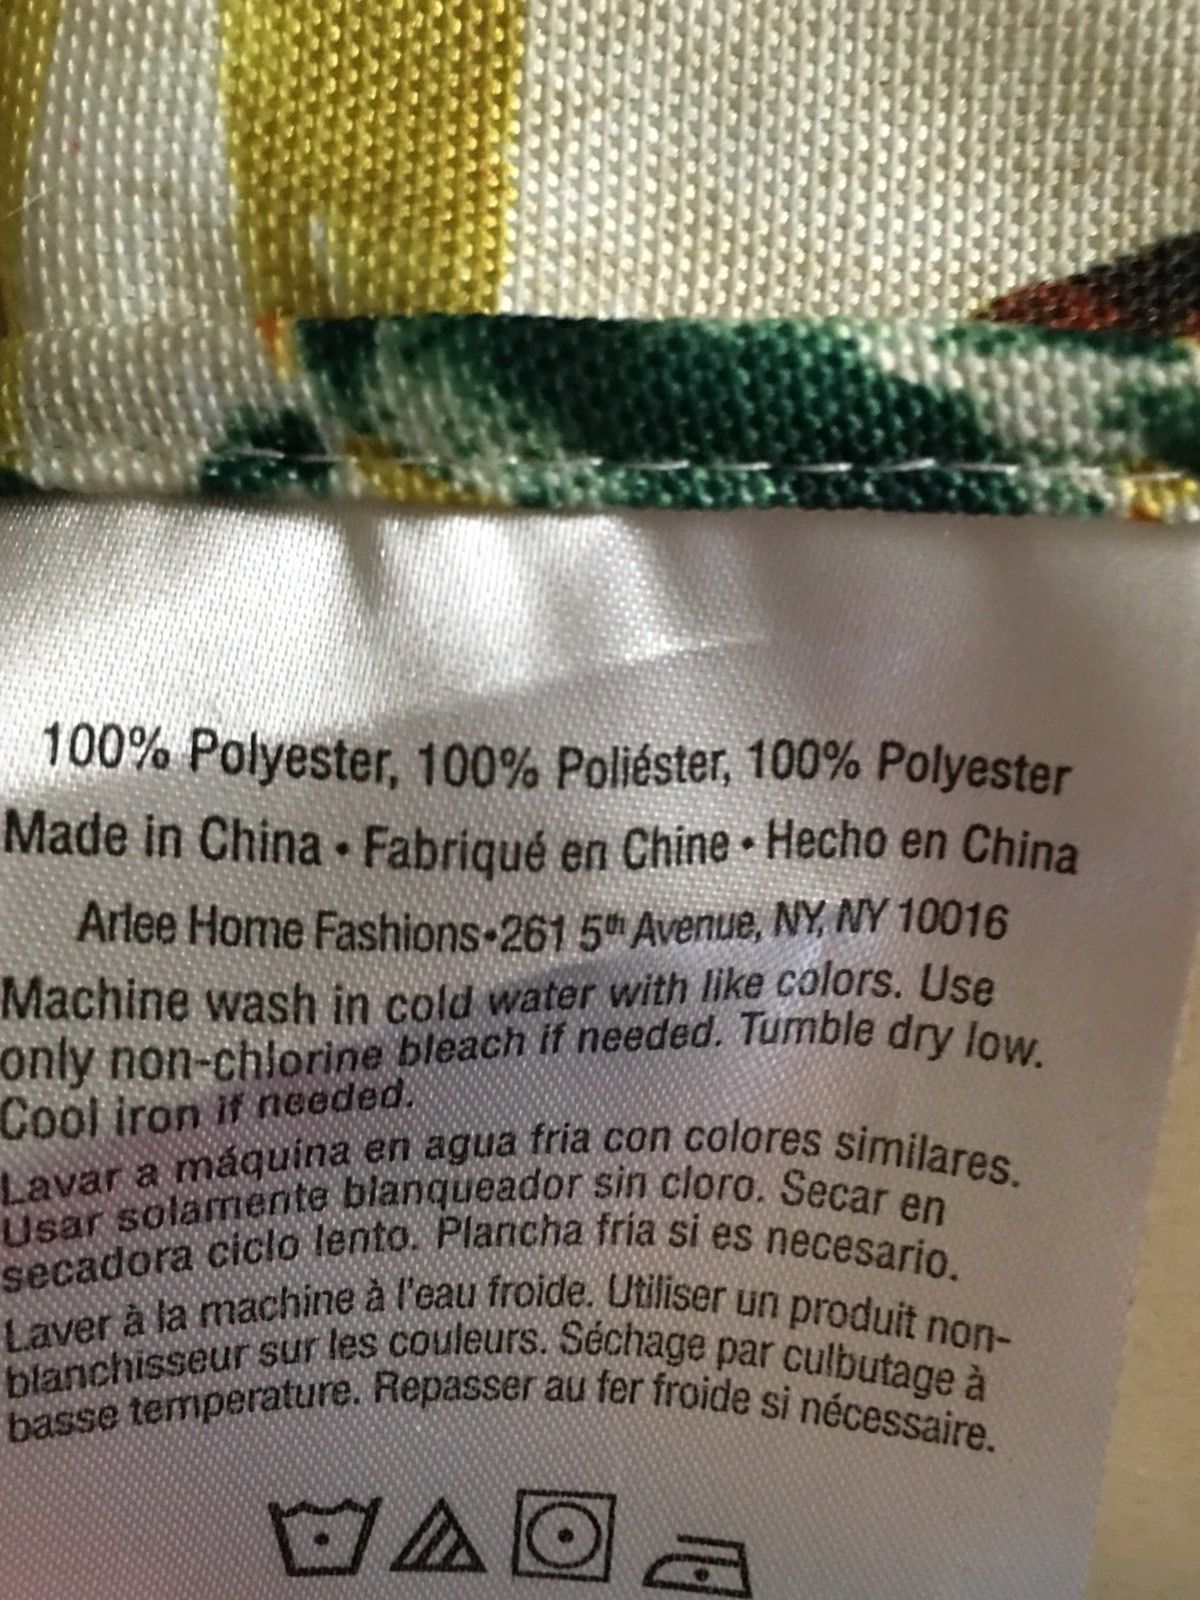 100% Polyester, 100% Poliéster, 100% Polyester
Made in China • Fabriqué en Chine • Hecho en China
Arlee Home Fashions•261 5th Avenue, NY, NY 10016
Machine wash in cold water with like colors. Use
only non-chlorine bleach if needed. Tumble dry low.
Cool iron if needed.
Lavar a máquina en agua fria con colores similares.
Usar solamente blanqueador sin cloro. Secar en
secadora ciclo lento. Plancha fria si es necesario.
Laver à la machine à l'eau froide. Utiliser un produit non-
blanchisseur sur les couleurs. Séchage par culbutage à
basse temperature. Repasser au fer froide si nécessaire.